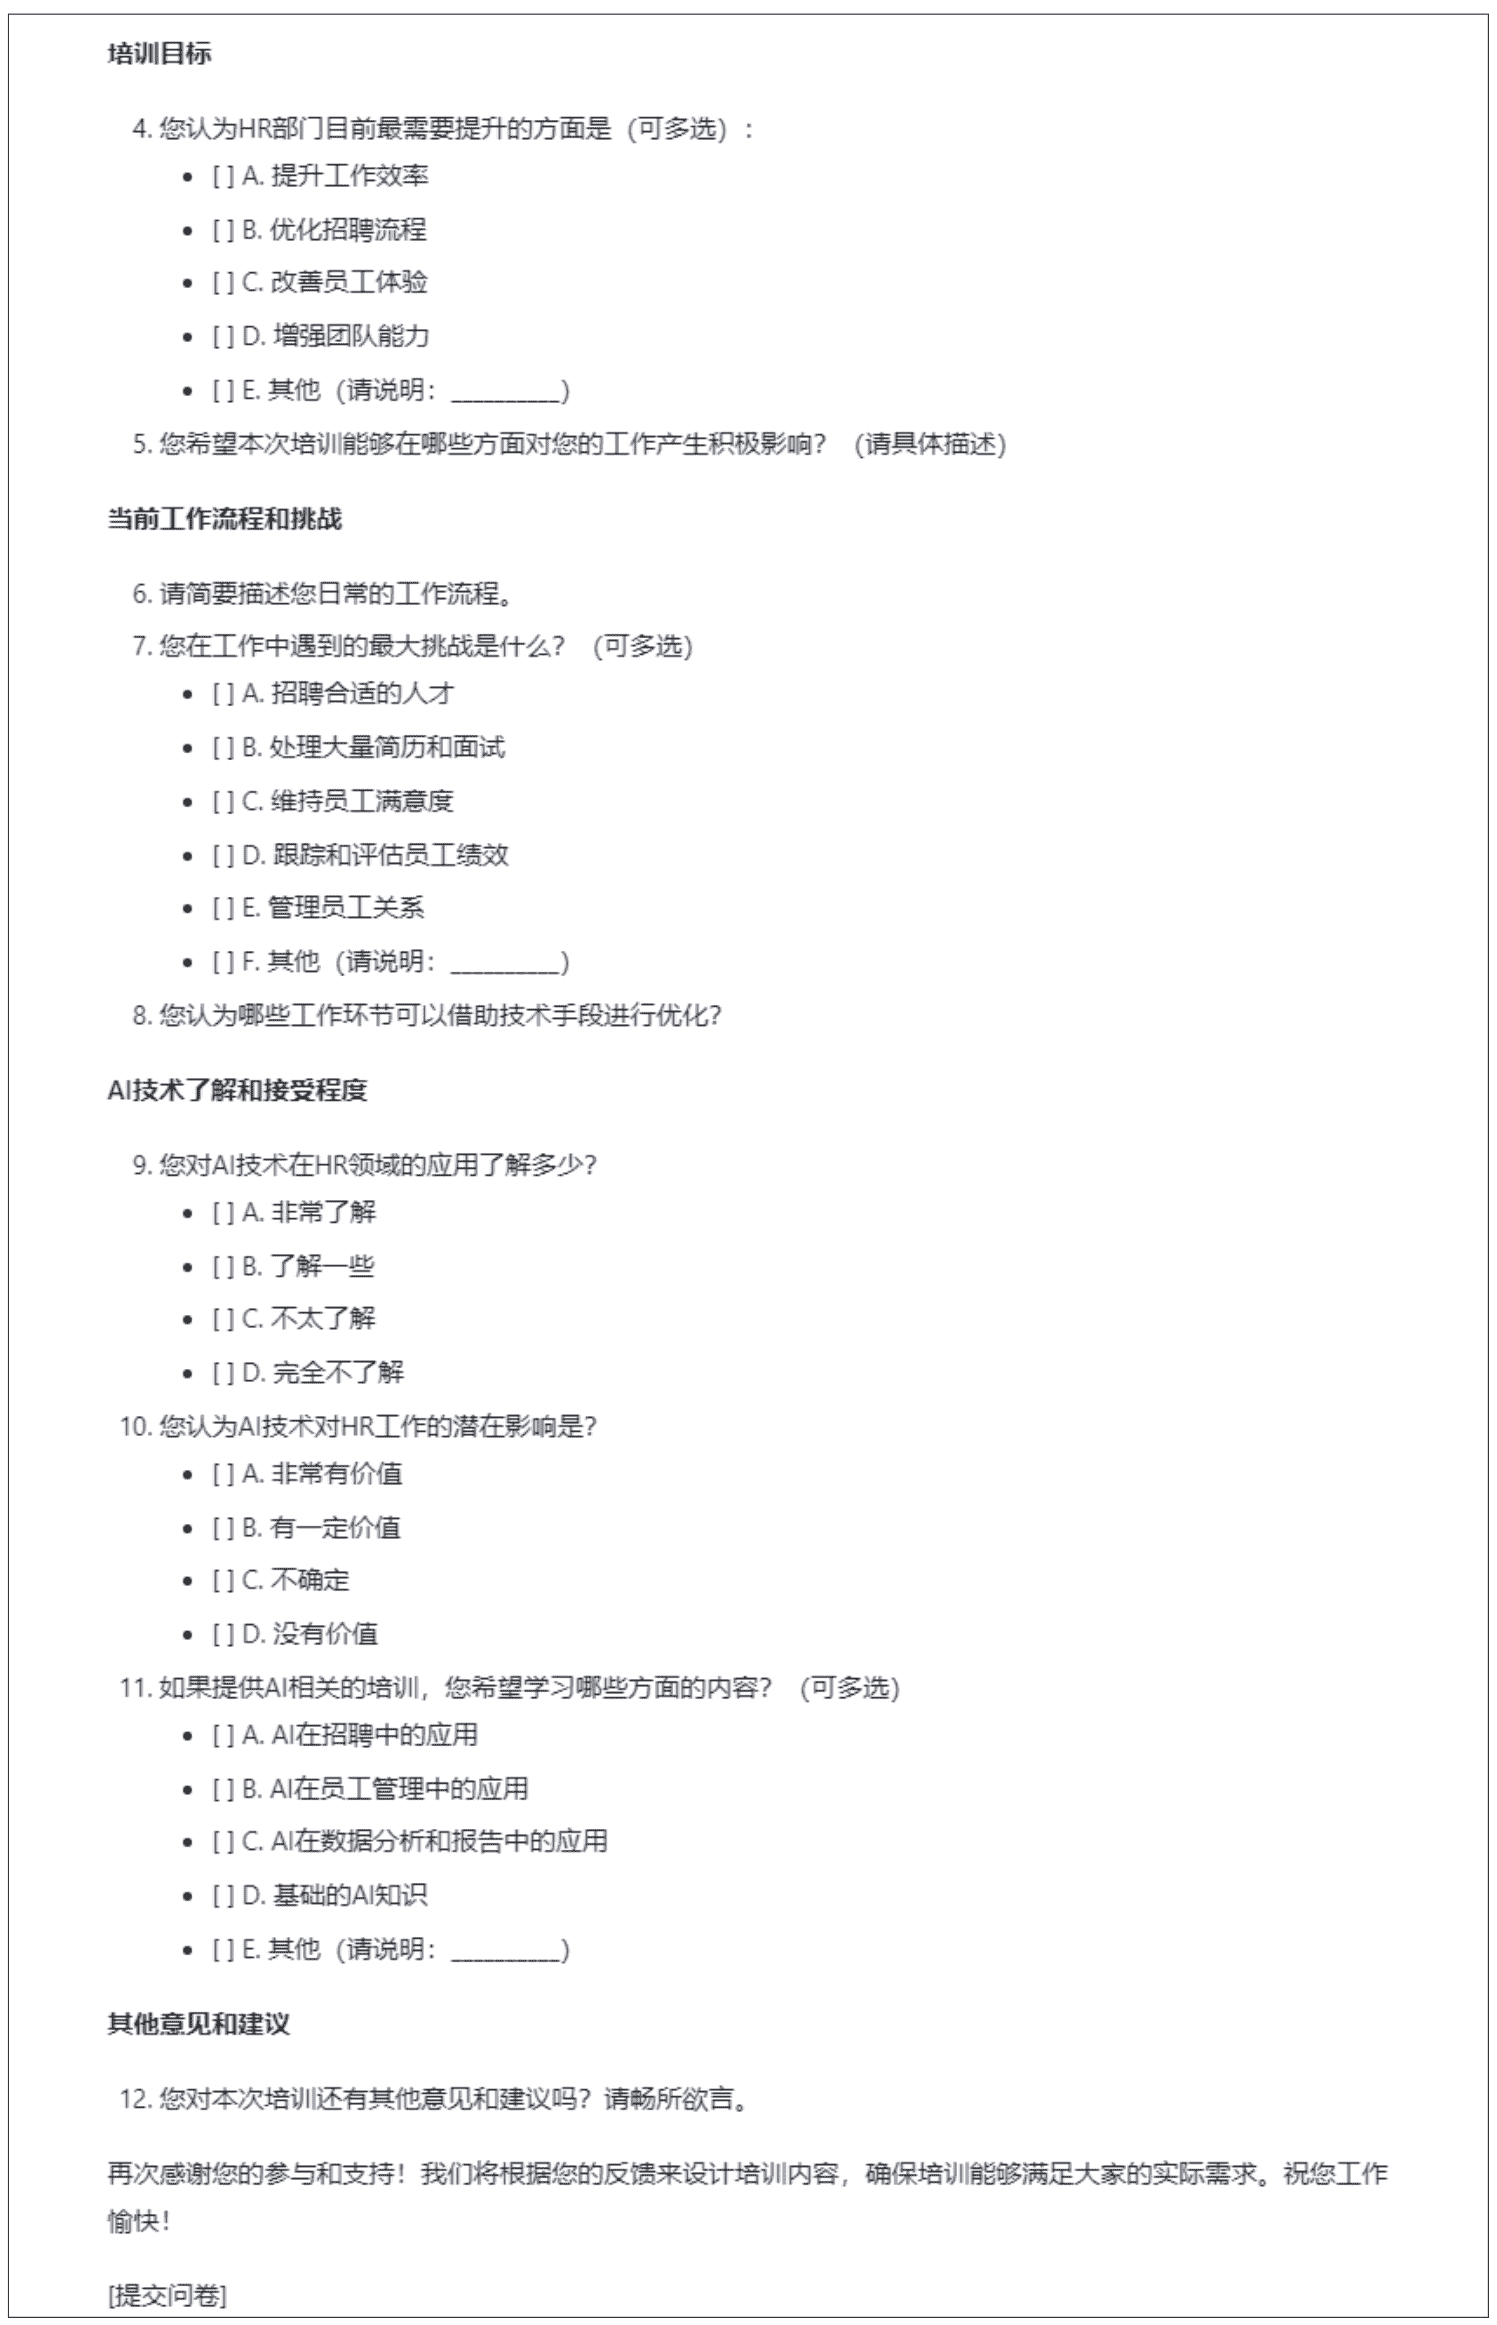 培训目标
4. 您认为HR部门目前最需要提升的方面是（可多选）：
• [ ] A. 提升工作效率
• [ ] B. 优化招聘流程
• [ ] C. 改善员工体验
• [ ] D. 增强团队能力
• [ ] E. 其他（请说明：__________）
5. 您希望本次培训能够在哪些方面对您的工作产生积极影响？（请具体描述）
当前工作流程和挑战
6. 请简要描述您日常的工作流程。
7. 您在工作中遇到的最大挑战是什么？（可多选）
• [ ] A. 招聘合适的人才
• [ ] B. 处理大量简历和面试
• [ ] C. 维持员工满意度
• [ ] D. 跟踪和评估员工绩效
• [ ] E. 管理员工关系
• [ ] F. 其他（请说明：__________）
8. 您认为哪些工作环节可以借助技术手段进行优化？
AI技术了解和接受程度
9. 您对AI技术在HR领域的应用了解多少？
• [ ] A. 非常了解
• [ ] B. 了解一些
• [ ] C. 不太了解
• [ ] D. 完全不了解
10. 您认为AI技术对HR工作的潜在影响是？
• [ ] A. 非常有价值
• [ ] B. 有一定价值
• [ ] C. 不确定
• [ ] D. 没有价值
11. 如果提供AI相关的培训，您希望学习哪些方面的内容？（可多选）
• [ ] A. AI在招聘中的应用
• [ ] B. AI在员工管理中的应用
• [ ] C. AI在数据分析和报告中的应用
• [ ] D. 基础的AI知识
• [ ] E. 其他（请说明：__________）
其他意见和建议
12. 您对本次培训还有其他意见和建议吗？请畅所欲言。
再次感谢您的参与和支持！我们将根据您的反馈来设计培训内容，确保培训能够满足大家的实际需求。祝您工作
愉快！
[提交问卷]